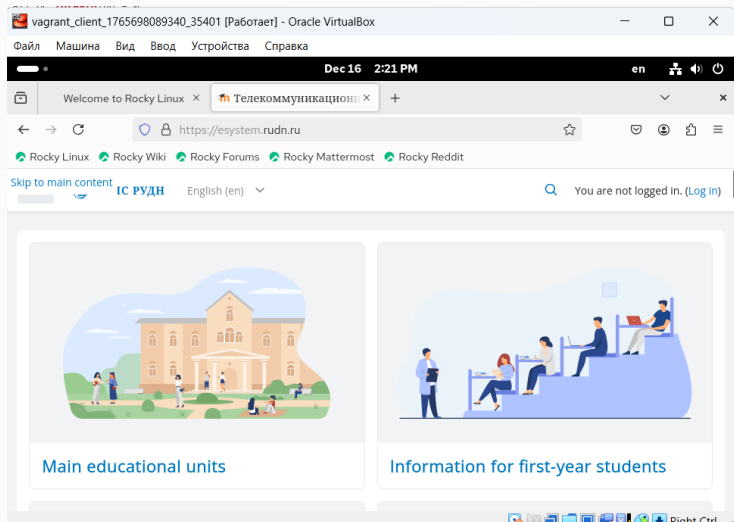 vagrant_client_1765698089340_35401 [Работает] - Oracle VirtualBox
Файл Машина Вид Ввод Устройства Справка
Dec 16 2:21 PM en
Welcome to Rocky Linux Телекоммуникационн
https://esystem.rudn.ru
Rocky Linux Rocky Wiki Rocky Forums Rocky Mattermost Rocky Reddit
Skip to main content
English (en) You are not logged in. (Log in)
РУДН
Main educational units Information for first-year students
Right Ctrl